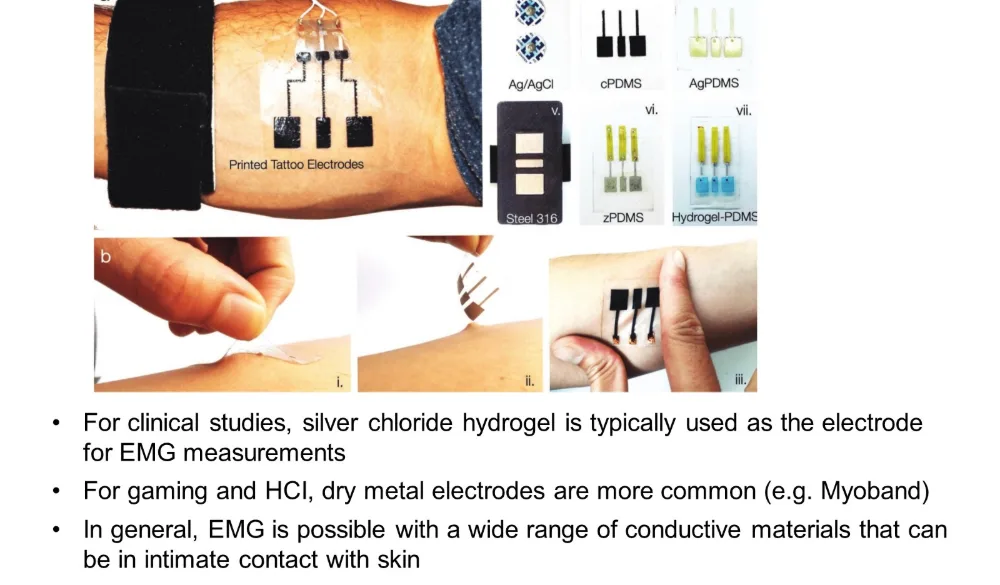 Printed Tattoo Electrodes
Ag/AgCl
cPDMS
AgPDMS
v.
vi.
vii.
Steel 316
zPDMS
Hydrogel-PDMS
b
i.
ii.
iii.
• For clinical studies, silver chloride hydrogel is typically used as the electrode
for EMG measurements
• For gaming and HCI, dry metal electrodes are more common (e.g. Myoband)
• In general, EMG is possible with a wide range of conductive materials that can
be in intimate contact with skin